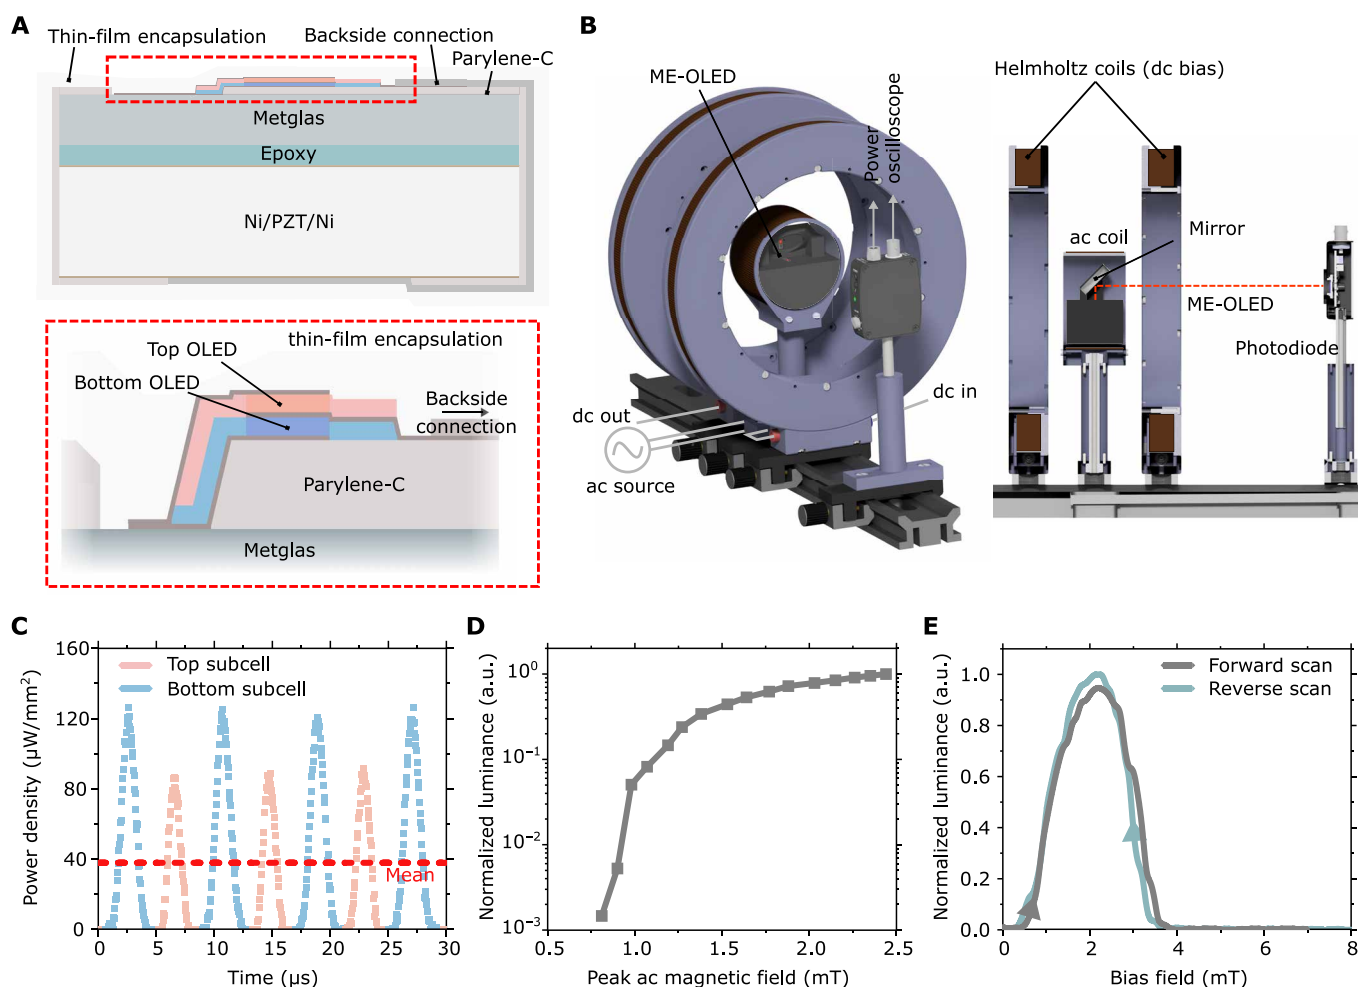 A
Thin-film encapsulation
Backside connection
Parylene-C
Metglas
Epoxy
Ni/PZT/Ni
thin-film encapsulation
Top OLED
Bottom OLED
Backside
connection
Parylene-C
Metglas
B
ME-OLED
Power
oscilloscope
dc out
dc in
ac source
Helmholtz coils (dc bias)
ac coil
Mirror
ME-OLED
Photodiode
C
Power density (µW/mm²)
160
120
80
40
0
Top subcell
Bottom subcell
Mean
0 5 10 15 20 25 30
Time (µs)
D
Normalized luminance (a.u.)
10⁰
10⁻¹
10⁻²
10⁻³
0.5 1.0 1.5 2.0 2.5
Peak ac magnetic field (mT)
E
Normalized luminance (a.u.)
1.0
0.8
0.6
0.4
0.2
0.0
Forward scan
Reverse scan
0 2 4 6 8
Bias field (mT)